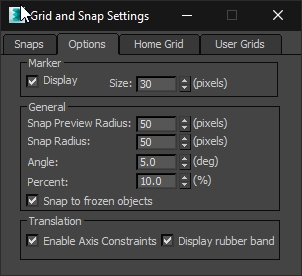 Grid and Snap Settings
Snaps Options Home Grid User Grids
Marker
Display Size: 30 (pixels)
General
Snap Preview Radius: 50 (pixels)
Snap Radius: 50 (pixels)
Angle: 5.0 (deg)
Percent: 10.0 (%)
Snap to frozen objects
Translation
Enable Axis Constraints Display rubber band